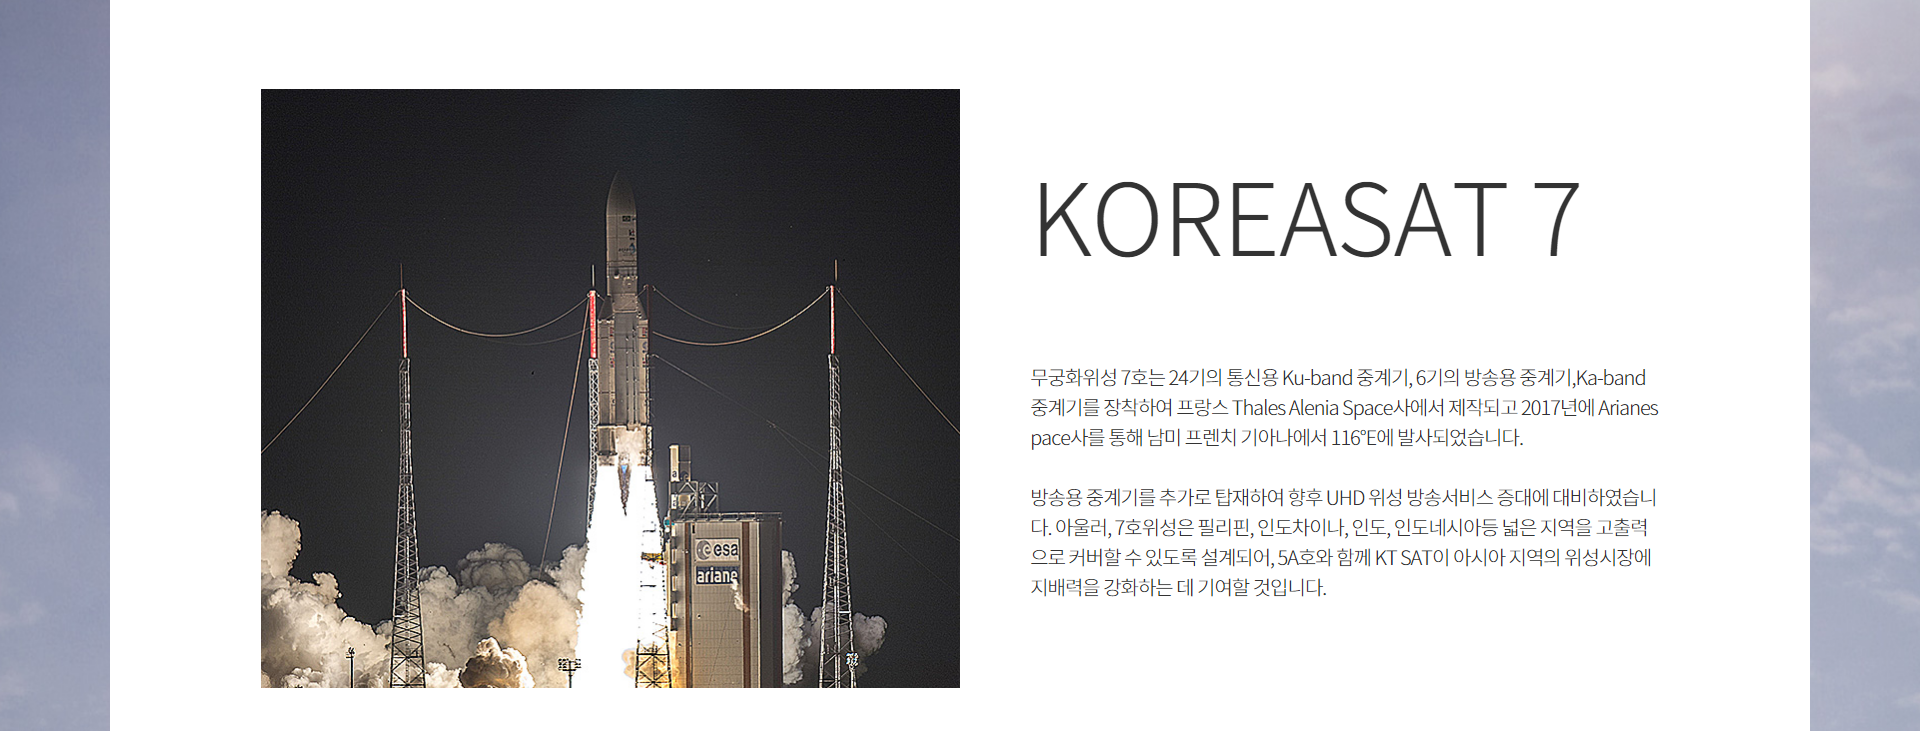 KOREASAT 7
무궁화위성 7호는 24기의 통신용 Ku-band 중계기, 6기의 방송용 중계기,Ka-band
중계기를 장착하여 프랑스 Thales Alenia Space사에서 제작되고 2017년에 Arianes
pace사를 통해 남미 프렌치 기아나에서 116°E에 발사되었습니다.
방송용 중계기를 추가로 탑재하여 향후 UHD 위성 방송서비스 증대에 대비하였습니
다. 아울러, 7호위성은 필리핀, 인도차이나, 인도, 인도네시아등 넓은 지역을 고출력
으로 커버할 수 있도록 설계되어, 5A호와 함께 KT SAT이 아시아 지역의 위성시장에
지배력을 강화하는 데 기여할 것입니다.
esa
ariane